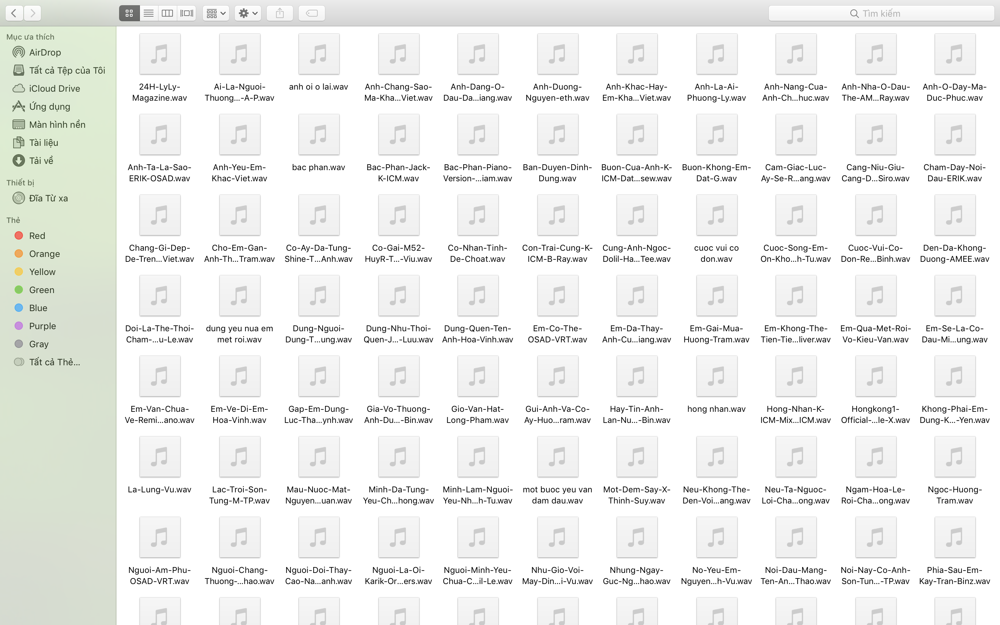 Tìm kiếm
Mục ưa thích
AirDrop
Tất cả Tệp của Tôi
iCloud Drive
Ứng dụng
Màn hình nền
Tài liệu
Tải về
Thiết bị
Đĩa Từ xa
Thẻ
Red
Orange
Yellow
Green
Blue
Purple
Gray
Tất cả Thẻ...
24H-LyLy-
Magazine.wav
Ai-La-Nguoi-
Thuong...-A-P.wav
anh oi o lai.wav
Anh-Chang-Sao-
Ma-Kha...Viet.wav
Anh-Dang-O-
Dau-Da...iang.wav
Anh-Duong-
Nguyen-eth.wav
Anh-Khac-Hay-
Em-Kha...Viet.wav
Anh-La-Ai-
Phuong-Ly.wav
Anh-Nang-Cua-
Anh-Ch...huc.wav
Anh-Nha-O-Dau-
The-AM...Ray.wav
Anh-O-Day-Ma-
Duc-Phuc.wav
Anh-Ta-La-Sao-
ERIK-OSAD.wav
Anh-Yeu-Em-
Khac-Viet.wav
bac phan.wav
Bac-Phan-Jack-
K-ICM.wav
Bac-Phan-Piano-
Version-...iam.wav
Ban-Duyen-Dinh-
Dung.wav
Buon-Cua-Anh-K-
ICM-Dat...sew.wav
Buon-Khong-Em-
Dat-G.wav
Cam-Giac-Luc-
Ay-Se-R...ang.wav
Cang-Niu-Giu-
Cang-D...Siro.wav
Cham-Day-Noi-
Dau-ERIK.wav
Chang-Gi-Dep-
De-Tren...Viet.wav
Cho-Em-Gan-
Anh-Th...Tram.wav
Co-Ay-Da-Tung-
Shine-T...Anh.wav
Co-Gai-M52-
HuyR-T...-Viu.wav
Co-Nhan-Tinh-
De-Choat.wav
Con-Trai-Cung-K-
ICM-B-Ray.wav
Cung-Anh-Ngoc-
Dolil-Ha...Tee.wav
cuoc vui co
don.wav
Cuoc-Song-Em-
On-Kho...h-Tu.wav
Cuoc-Vui-Co-
Don-Re...Binh.wav
Den-Da-Khong-
Duong-AMEE.wav
Doi-La-The-Thoi-
Cham-...u-Le.wav
dung yeu nua em
met roi.wav
Dung-Nguoi-
Dung-T...ung.wav
Dung-Nhu-Thoi-
Quen-J...-Luu.wav
Dung-Quen-Ten-
Anh-Hoa-Vinh.wav
Em-Co-The-
OSAD-VRT.wav
Em-Da-Thay-
Anh-Cu...iang.wav
Em-Gai-Mua-
Huong-Tram.wav
Em-Khong-The-
Tien-Tie...liver.wav
Em-Qua-Met-Roi-
Vo-Kieu-Van.wav
Em-Se-La-Co-
Dau-Mi...ung.wav
Em-Van-Chua-
Ve-Remi...ano.wav
Em-Ve-Di-Em-
Hoa-Vinh.wav
Gap-Em-Dung-
Luc-Tha...ynh.wav
Gia-Vo-Thuong-
Anh-Du...-Bin.wav
Gio-Van-Hat-
Long-Pham.wav
Gui-Anh-Va-Co-
Ay-Huo...ram.wav
Hay-Tin-Anh-
Lan-Nu...-Bin.wav
hong nhan.wav
Hong-Nhan-K-
ICM-Mix...ICM.wav
Hongkong1-
Official-...le-X.wav
Khong-Phai-Em-
Dung-K...-Yen.wav
La-Lung-Vu.wav
Lac-Troi-Son-
Tung-M-TP.wav
Mau-Nuoc-Mat-
Nguyen...uan.wav
Minh-Da-Tung-
Yeu-Ch...hong.wav
Minh-Lam-Nguoi-
Yeu-Nh...h-Tu.wav
mot buoc yeu van
dam dau.wav
Mot-Dem-Say-X-
Thinh-Suy.wav
Neu-Khong-The-
Den-Voi...ang.wav
Neu-Ta-Nguoc-
Loi-Cha...ong.wav
Ngam-Hoa-Le-
Roi-Cha...ong.wav
Ngoc-Huong-
Tram.wav
Nguoi-Am-Phu-
OSAD-VRT.wav
Nguoi-Chang-
Thuong-...hao.wav
Nguoi-Doi-Thay-
Cao-Na...anh.wav
Nguoi-La-Oi-
Karik-Or...ers.wav
Nguoi-Minh-Yeu-
Chua-C...il-Le.wav
Nhu-Gio-Voi-
May-Din...i-Vu.wav
Nhung-Ngay-
Guc-Ng...hao.wav
No-Yeu-Em-
Nguyen...h-Vu.wav
Noi-Dau-Mang-
Ten-An...Thao.wav
Noi-Nay-Co-Anh-
Son-Tun...-TP.wav
Phia-Sau-Em-
Kay-Tran-Binz.wav